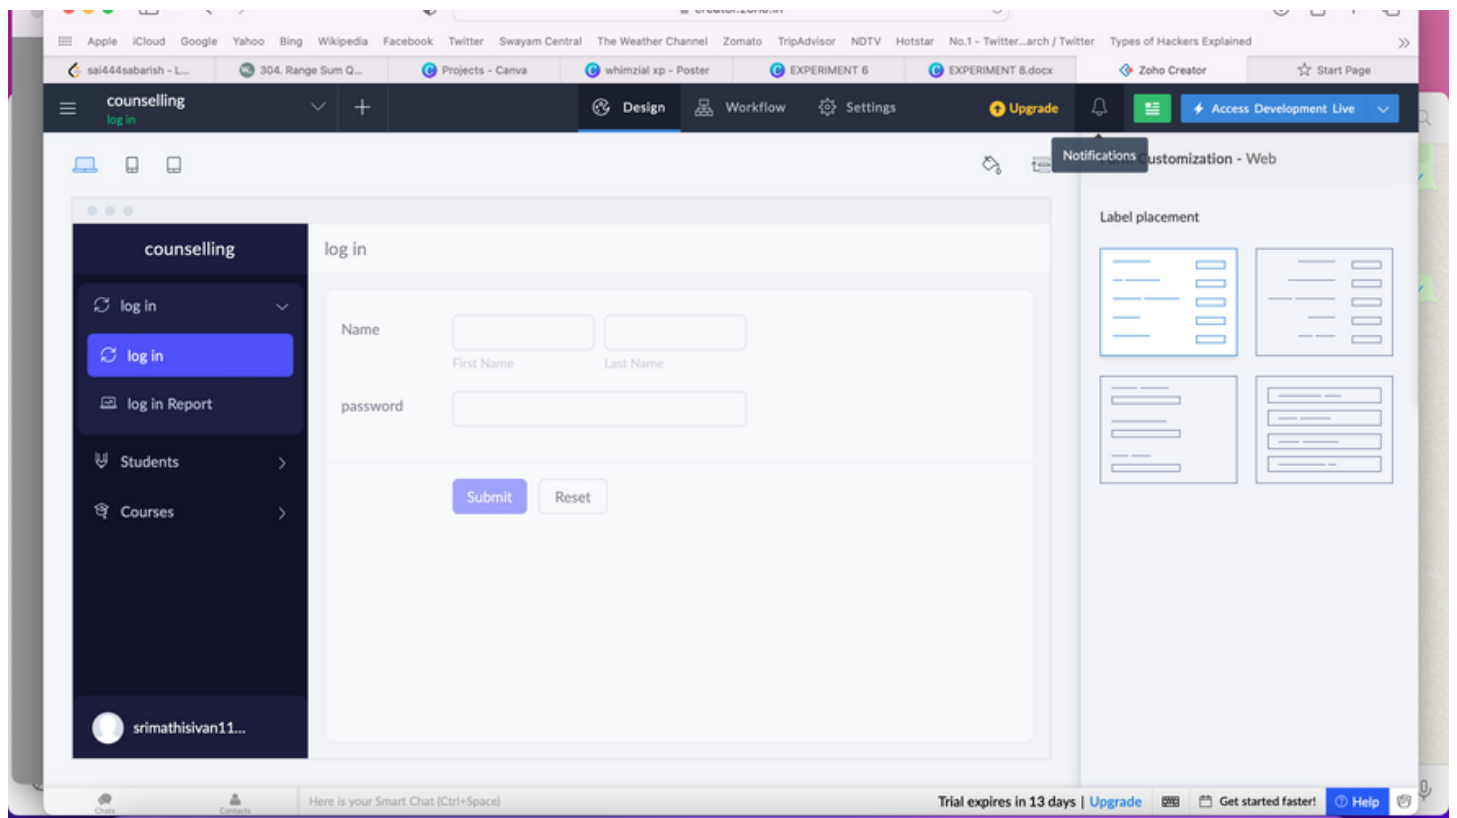 Apple iCloud Google Yahoo Bing Wikipedia Facebook Twitter Swayam Central The Weather Channel Zomato TripAdvisor NDTV Hotstar No.1 - Twitter...arch / Twitter Types of Hackers Explained
sai444sabarish - L... 304. Range Sum Q... Projects - Canva whimzial xp - Poster EXPERIMENT 6 EXPERIMENT 8.docx Zoho Creator Start Page
counselling
log in
Design Workflow Settings Upgrade Access Development Live
Notifications
ustomization - Web
Label placement
counselling
log in
log in
log in
log in Report
Students
Courses
srimathisivan11...
Name
First Name Last Name
password
Submit Reset
Chats Contacts Here is your Smart Chat (Ctrl+Space) Trial expires in 13 days | Upgrade Get started faster! Help